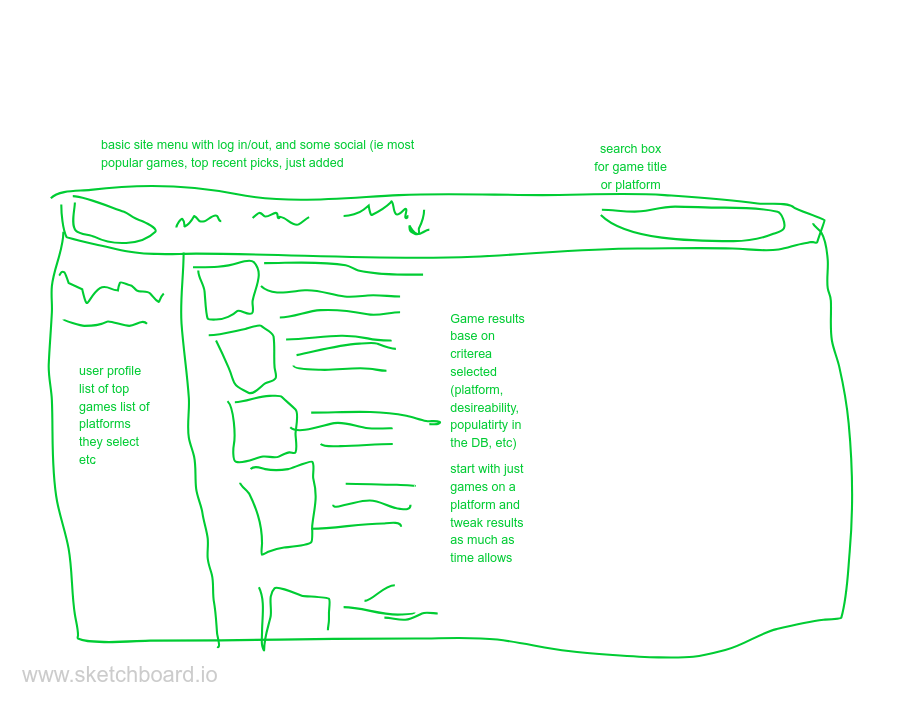 basic site menu with log in/out, and some social (ie most
popular games, top recent picks, just added
search box
for game title
or platform
user profile
list of top
games list of
platforms
they select
etc
Game results
base on
criterea
selected
(platform,
desireability,
populatirty in
the DB, etc)
start with just
games on a
platform and
tweak results
as much as
time allows
www.sketchboard.io